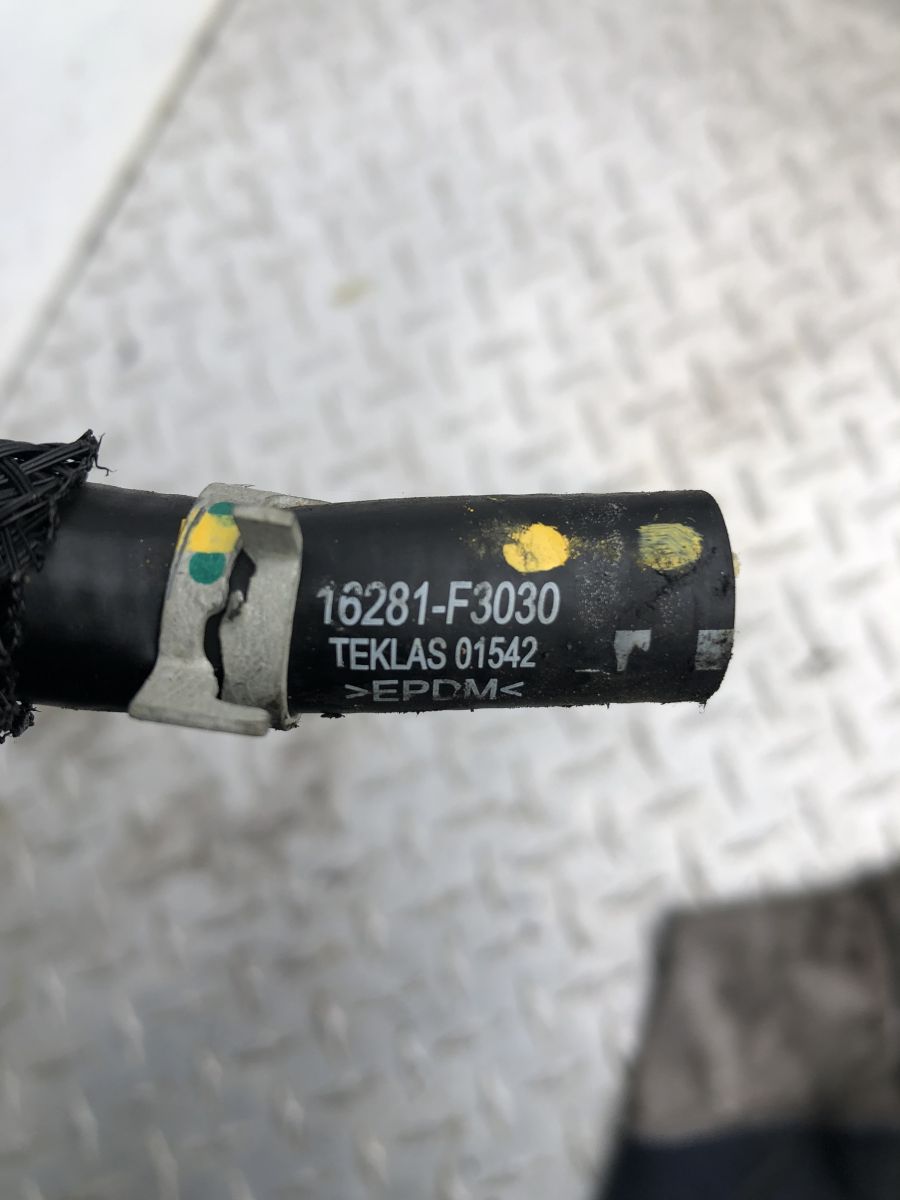 16281-F3030
TEKLAS 01542
>EPDM<